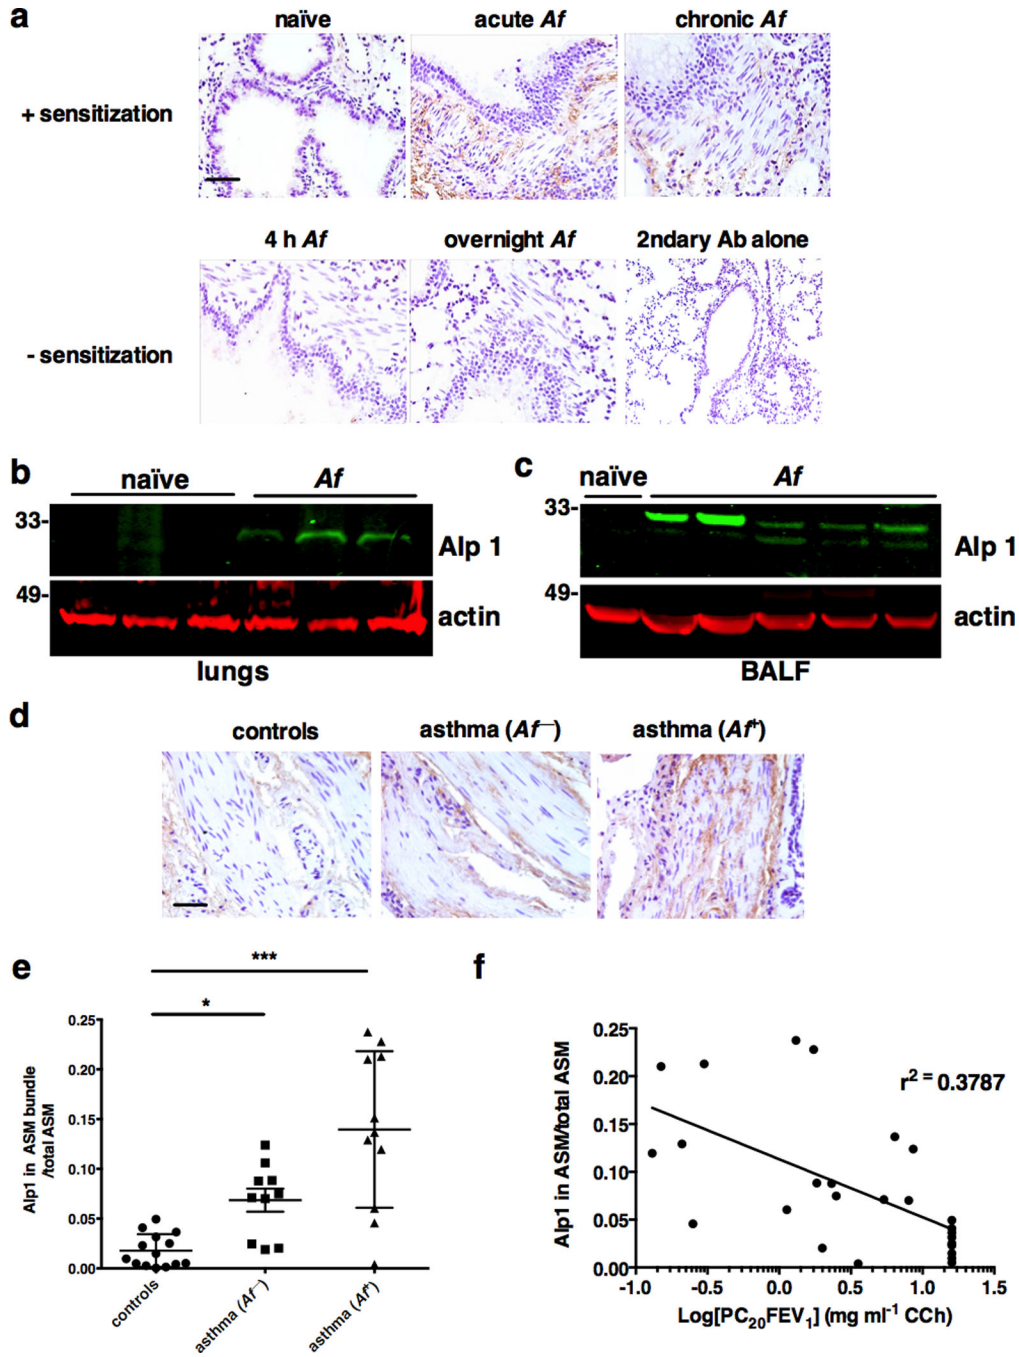 a
naïve acute Af chronic Af
+ sensitization
4 h Af overnight Af 2ndary Ab alone
- sensitization
b
naïve Af
33-
Alp 1
49-
actin
lungs
c
naïve Af
33-
Alp 1
49-
actin
BALF
d
controls asthma (Af—) asthma (Af+)
e
***
*
Alp1 in ASM bundle
/total ASM
0.25
0.20
0.15
0.10
0.05
0.00
controls
asthma (Af—)
asthma (Af+)
f
Alp1 in ASM/total ASM
0.25
0.20
0.15
0.10
0.05
0.00
r² = 0.3787
-1.0 -0.5 0.0 0.5 1.0 1.5
Log[PC₂₀FEV₁] (mg ml⁻¹ CCh)